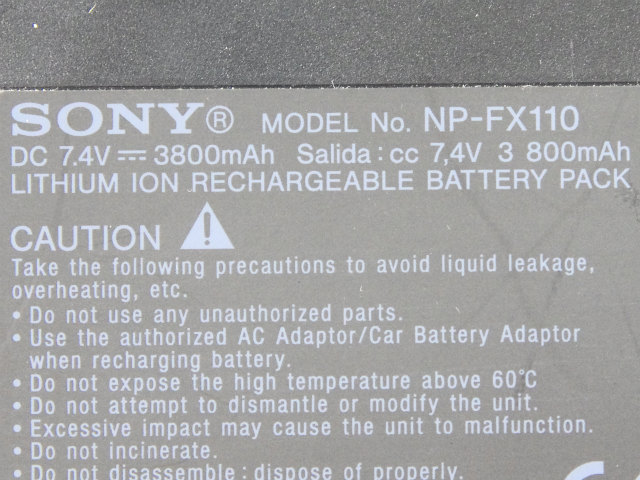 SONY® MODEL No. NP-FX110
DC 7.4V ⎓ 3800mAh Salida : cc 7,4V 3 800mAh
LITHIUM ION RECHARGEABLE BATTERY PACK
CAUTION
Take the following precautions to avoid liquid leakage,
overheating, etc.
• Do not use any unauthorized parts.
• Use the authorized AC Adaptor/Car Battery Adaptor
when recharging battery.
• Do not expose the high temperature above 60°C
• Do not attempt to dismantle or modify the unit.
• Excessive impact may cause the unit to malfunction.
• Do not incinerate.
• Do not disassemble : dispose of properly.